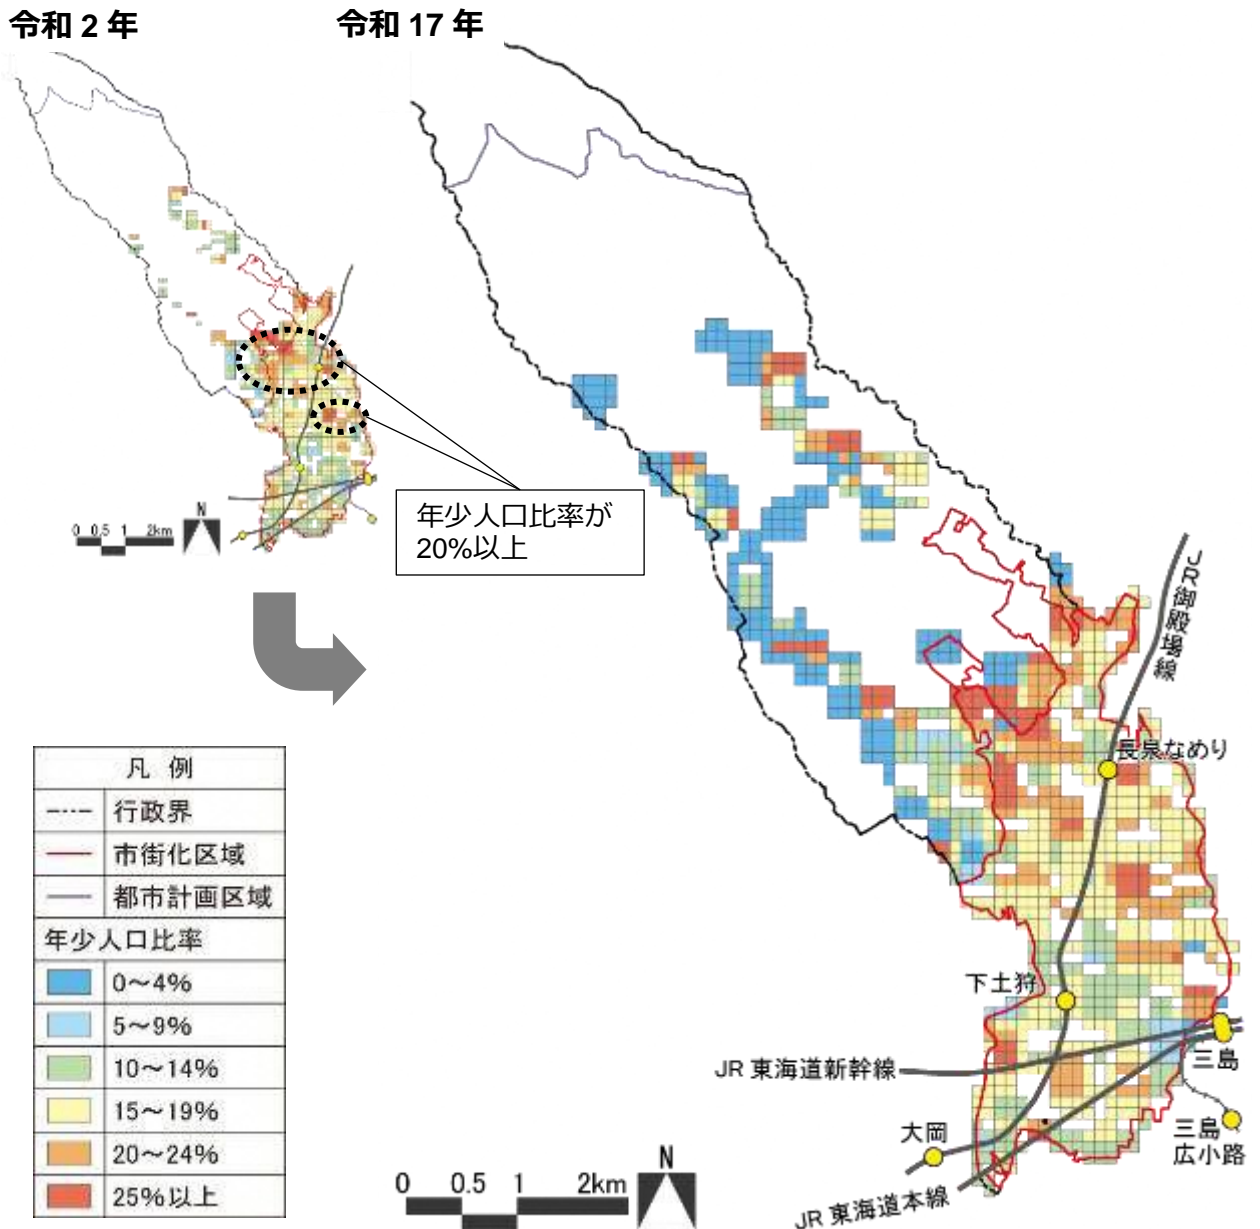 令和 2 年
令和 17 年
N
0 0.5 1 2km
年少人口比率が
20%以上
凡 例
行政界
市街化区域
都市計画区域
年少人口比率
0～4%
5～9%
10～14%
15～19%
20～24%
25%以上
JR御殿場線
長泉なめり
下土狩
JR 東海道新幹線
三島
大岡
三島
広小路
JR 東海道本線
N
0 0.5 1 2km